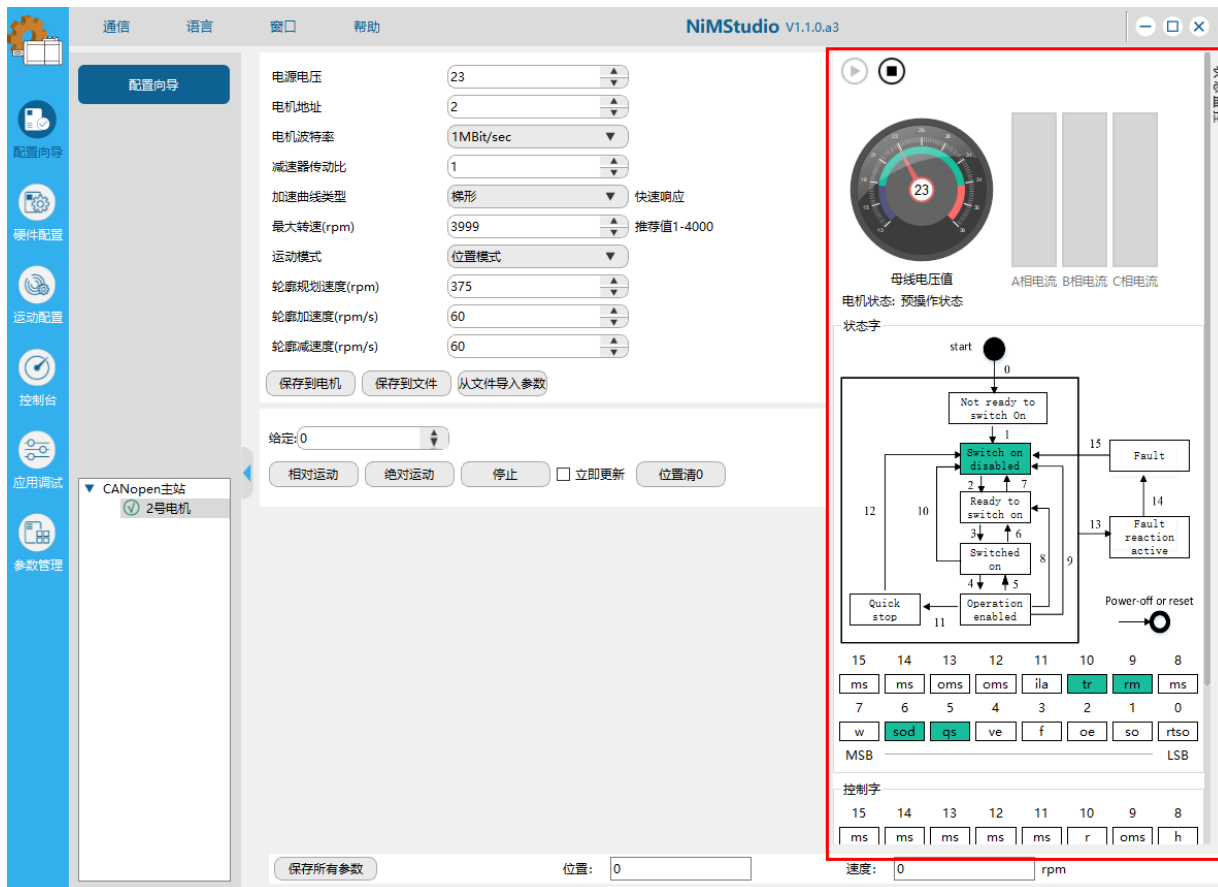 通信 语言 窗口 帮助 NiMStudio V1.1.0.a3
配置向导
硬件配置
运动配置
控制台
应用调试
参数管理
配置向导
CANopen主站
2号电机
电源电压 23
电机地址 2
电机波特率 1MBit/sec
减速器传动比 1
加速曲线类型 梯形 快速响应
最大转速(rpm) 3999 推荐值1-4000
运动模式 位置模式
轮廓规划速度(rpm) 375
轮廓加速度(rpm/s) 60
轮廓减速度(rpm/s) 60
保存到电机 保存到文件 从文件导入参数
给定: 0
相对运动 绝对运动 停止 立即更新 位置清0
23
母线电压值 A相电流 B相电流 C相电流
电机状态: 预操作状态
状态字
start
0
Not ready to
switch On
1
Switch on
disabled
15
Fault
2 7
Ready to
switch on
12 10
14
3 6
13
Fault
reaction
active
Switched
on
8 9
4 5
Quick
stop
11
Operation
enabled
Power-off or reset
15 14 13 12 11 10 9 8
ms ms oms oms ila tr rm ms
7 6 5 4 3 2 1 0
w sod qs ve f oe so rtso
MSB LSB
控制字
15 14 13 12 11 10 9 8
ms ms ms ms ms r oms h
保存所有参数 位置: 0 速度: 0 rpm